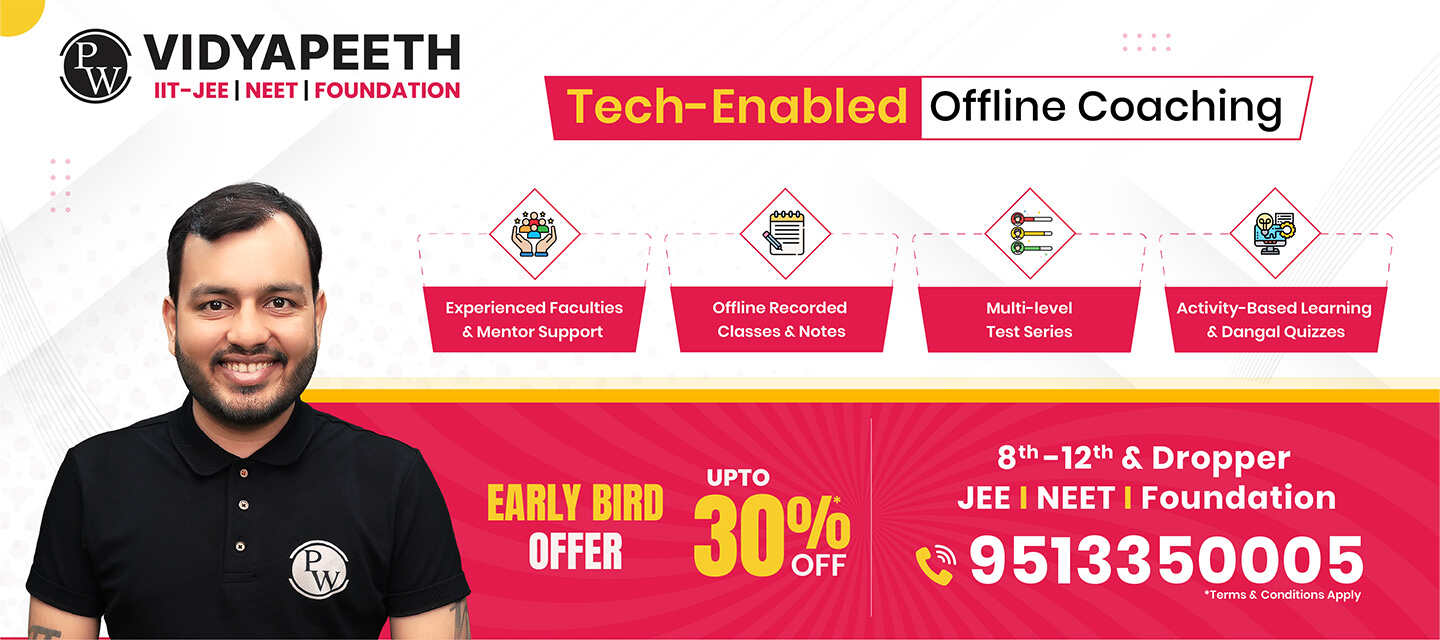 PW VIDYAPEETH
IIT-JEE | NEET | FOUNDATION
Tech-Enabled Offline Coaching
Experienced Faculties
& Mentor Support
Offline Recorded
Classes & Notes
Multi-level
Test Series
Activity-Based Learning
& Dangal Quizzes
EARLY BIRD
OFFER
UPTO
30%*
OFF
8th-12th & Dropper
JEE | NEET | Foundation
9513350005
*Terms & Conditions Apply
PW